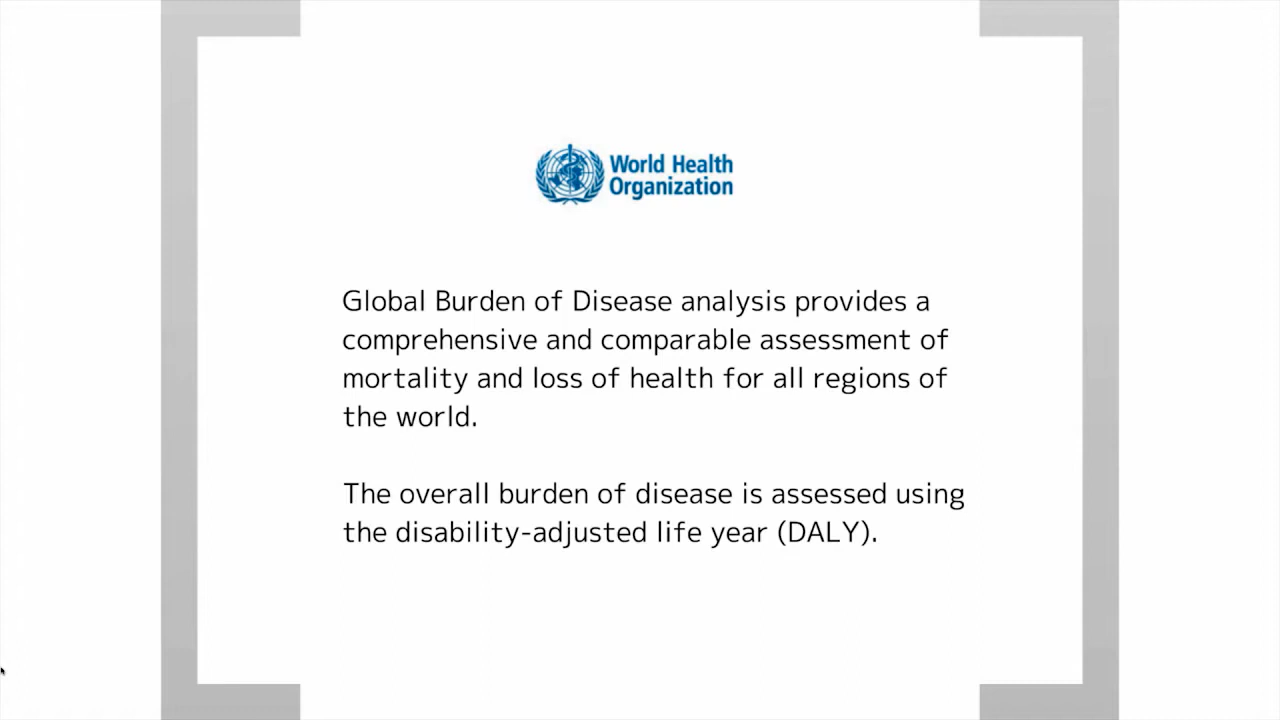 World Health
Organization
Global Burden of Disease analysis provides a
comprehensive and comparable assessment of
mortality and loss of health for all regions of
the world.
The overall burden of disease is assessed using
the disability-adjusted life year (DALY).